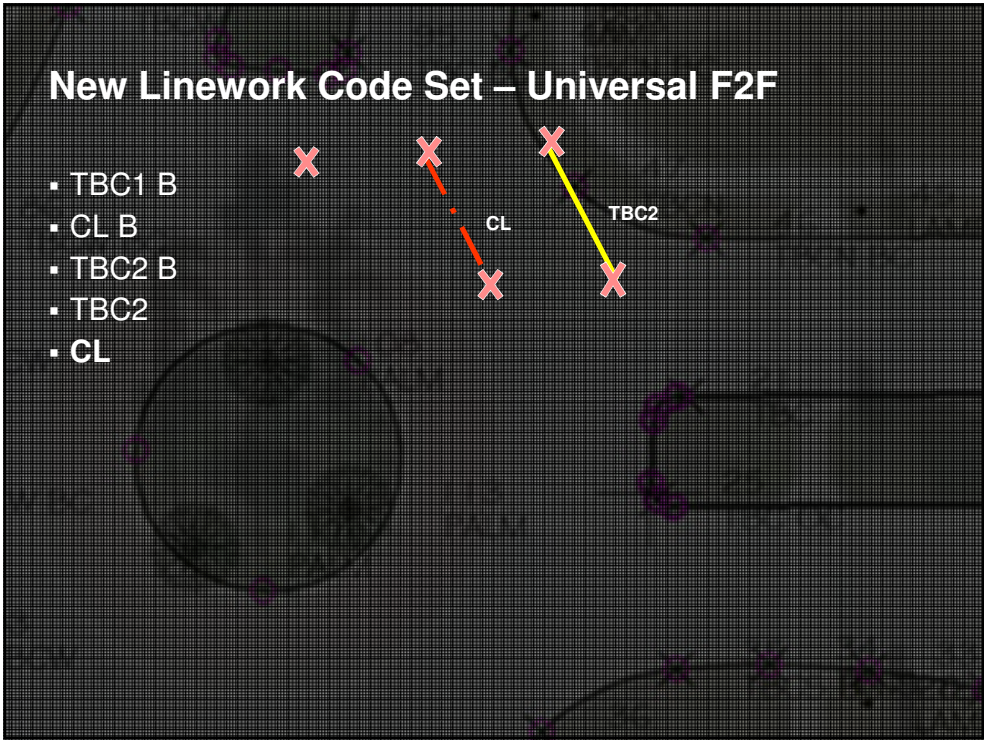 New Linework Code Set – Universal F2F
▪ TBC1 B
▪ CL B
▪ TBC2 B
▪ TBC2
▪ CL
CL
TBC2